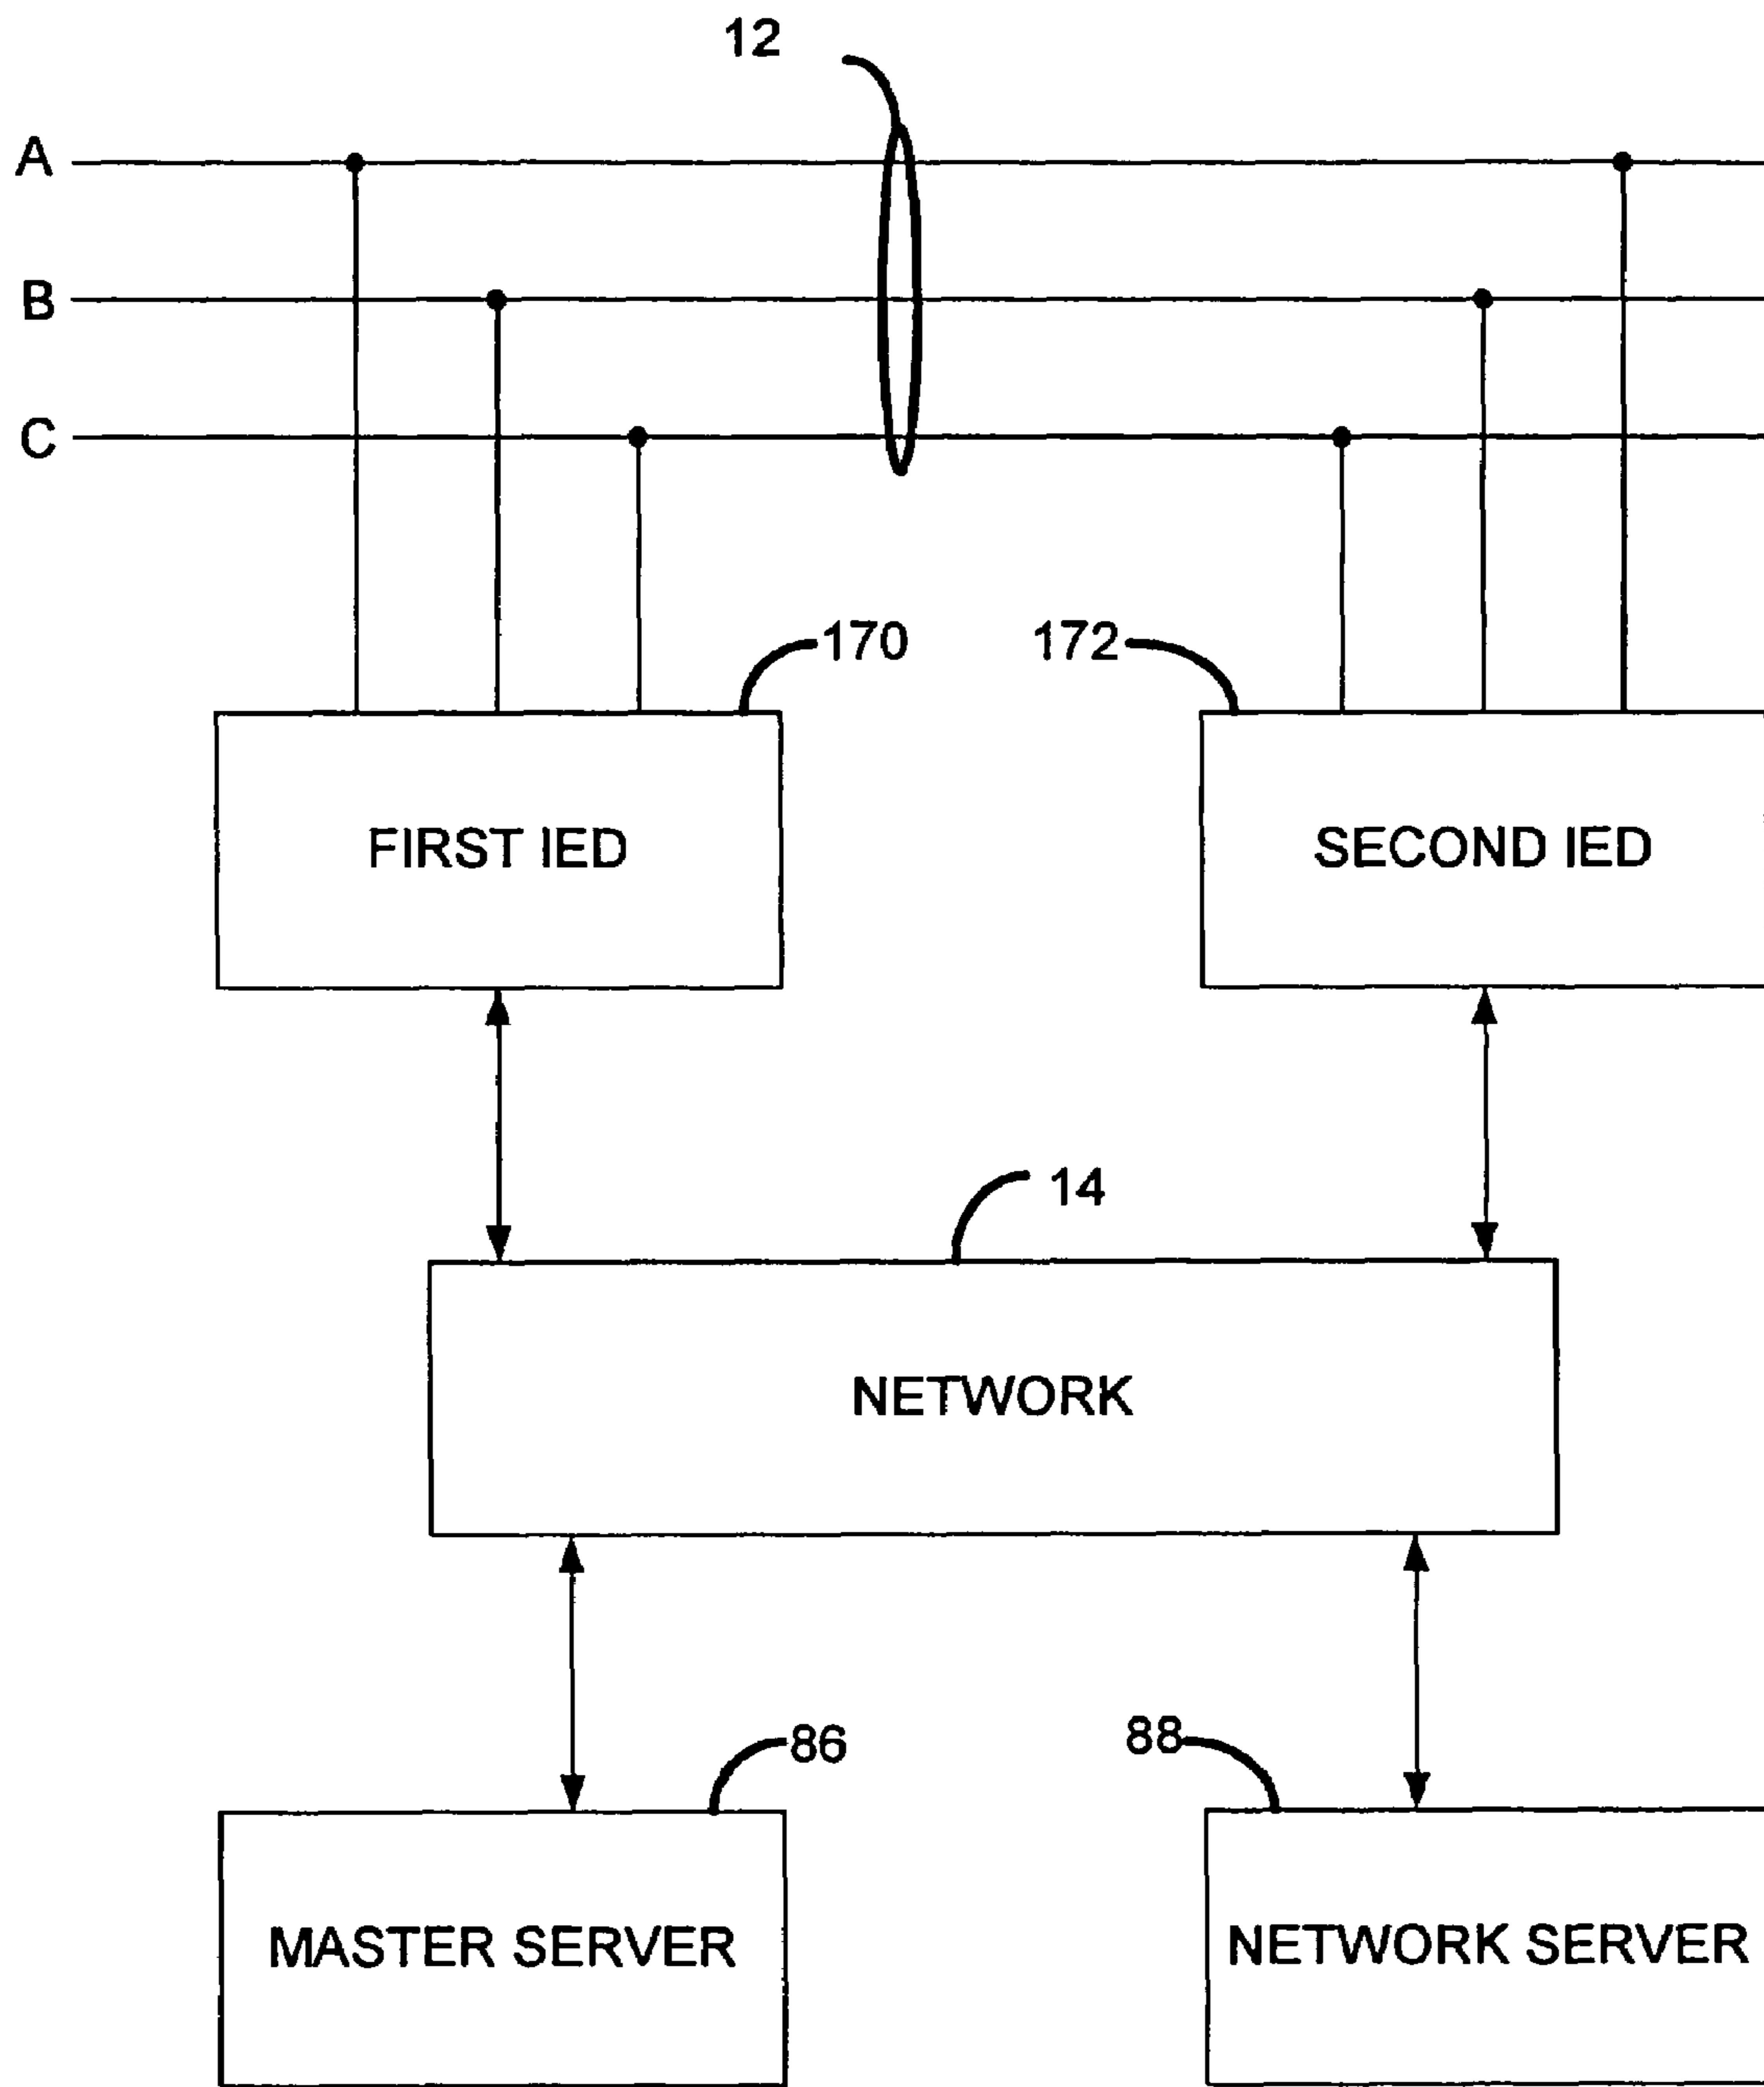 12
A
B
C
170
172
FIRST IED
SECOND IED
14
NETWORK
86
88
MASTER SERVER
NETWORK SERVER